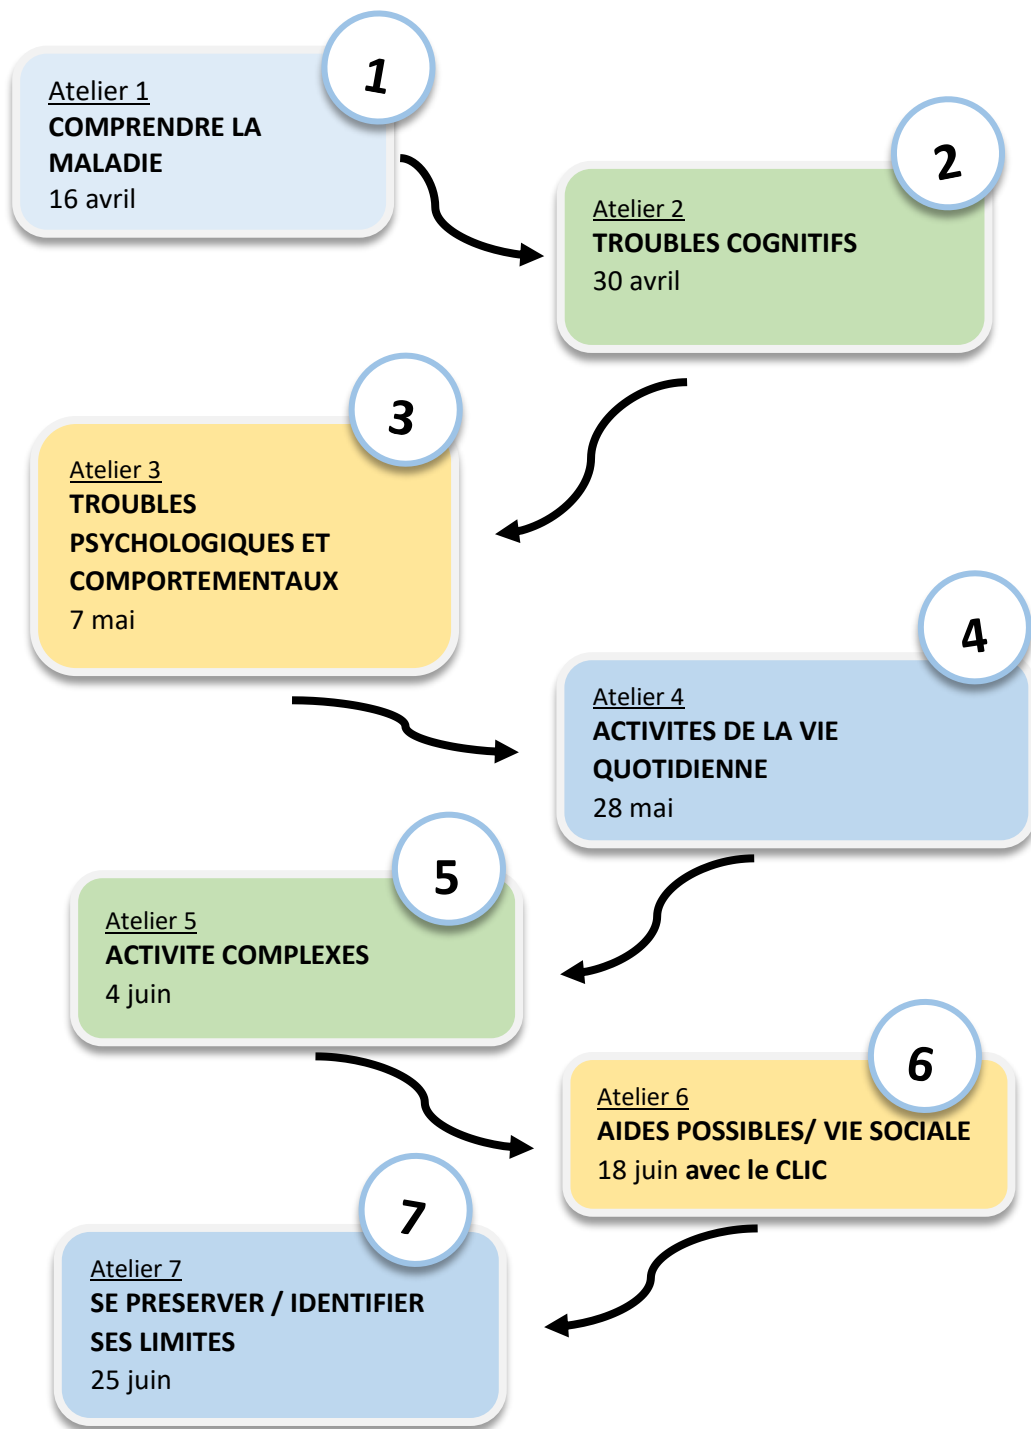 1
Atelier 1
COMPRENDRE LA
MALADIE
16 avril
2
Atelier 2
TROUBLES COGNITIFS
30 avril
3
Atelier 3
TROUBLES
PSYCHOLOGIQUES ET
COMPORTEMENTAUX
7 mai
4
Atelier 4
ACTIVITES DE LA VIE
QUOTIDIENNE
28 mai
5
Atelier 5
ACTIVITE COMPLEXES
4 juin
6
Atelier 6
AIDES POSSIBLES/ VIE SOCIALE
18 juin avec le CLIC
7
Atelier 7
SE PRESERVER / IDENTIFIER
SES LIMITES
25 juin